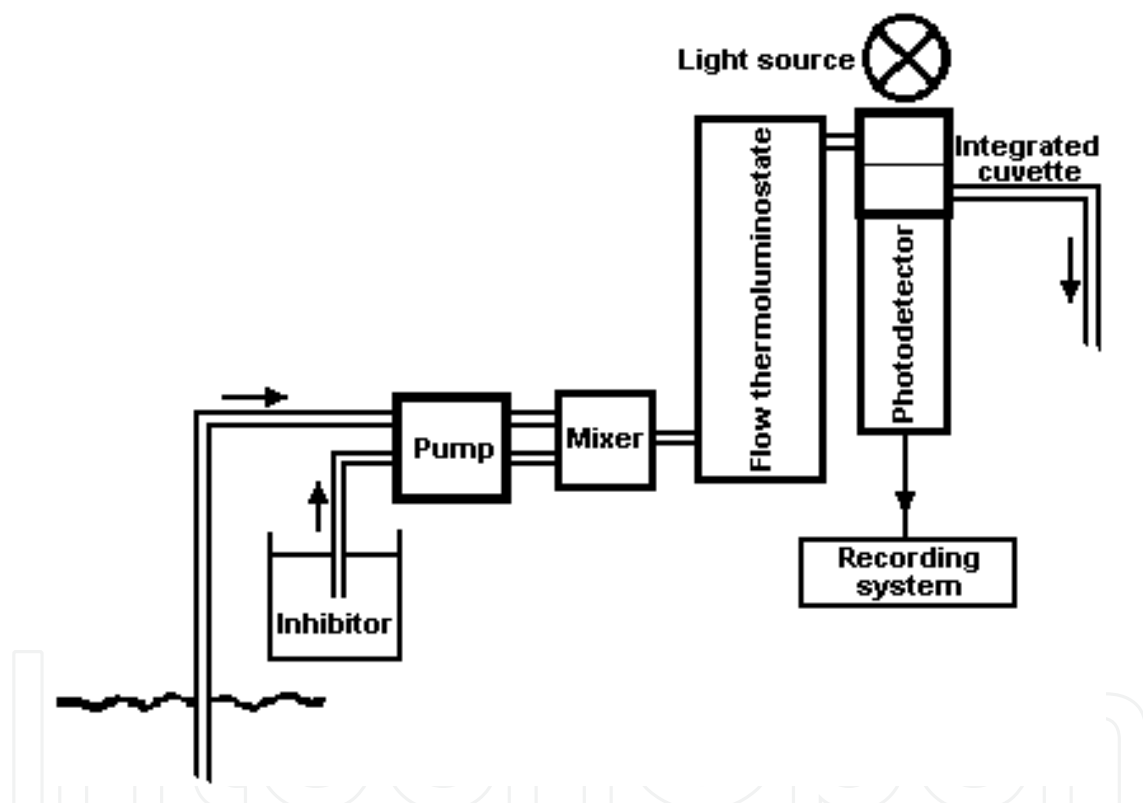 Light source
Integrated
cuvette
Flow thermoluminostate
Photodetector
Pump
Mixer
Inhibitor
Recording
system